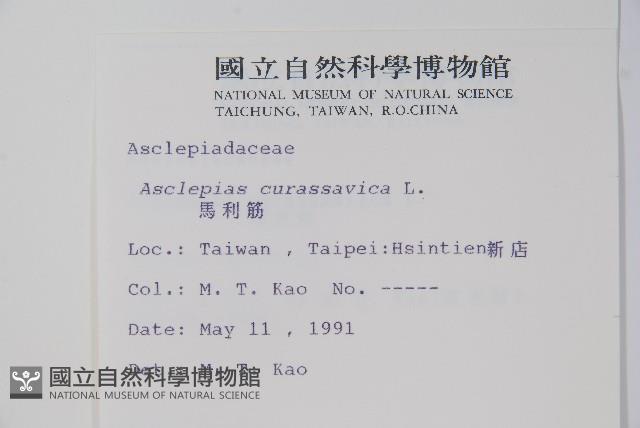 國立自然科學博物館
NATIONAL MUSEUM OF NATURAL SCIENCE
TAICHUNG, TAIWAN, R.O.CHINA
Asclepiadaceae
Asclepias curassavica L.
馬利筋
Loc.: Taiwan , Taipei:Hsintien新店
Col.: M. T. Kao No. -----
Date: May 11 , 1991
Det.: M. T. Kao
國立自然科學博物館
NATIONAL MUSEUM OF NATURAL SCIENCE